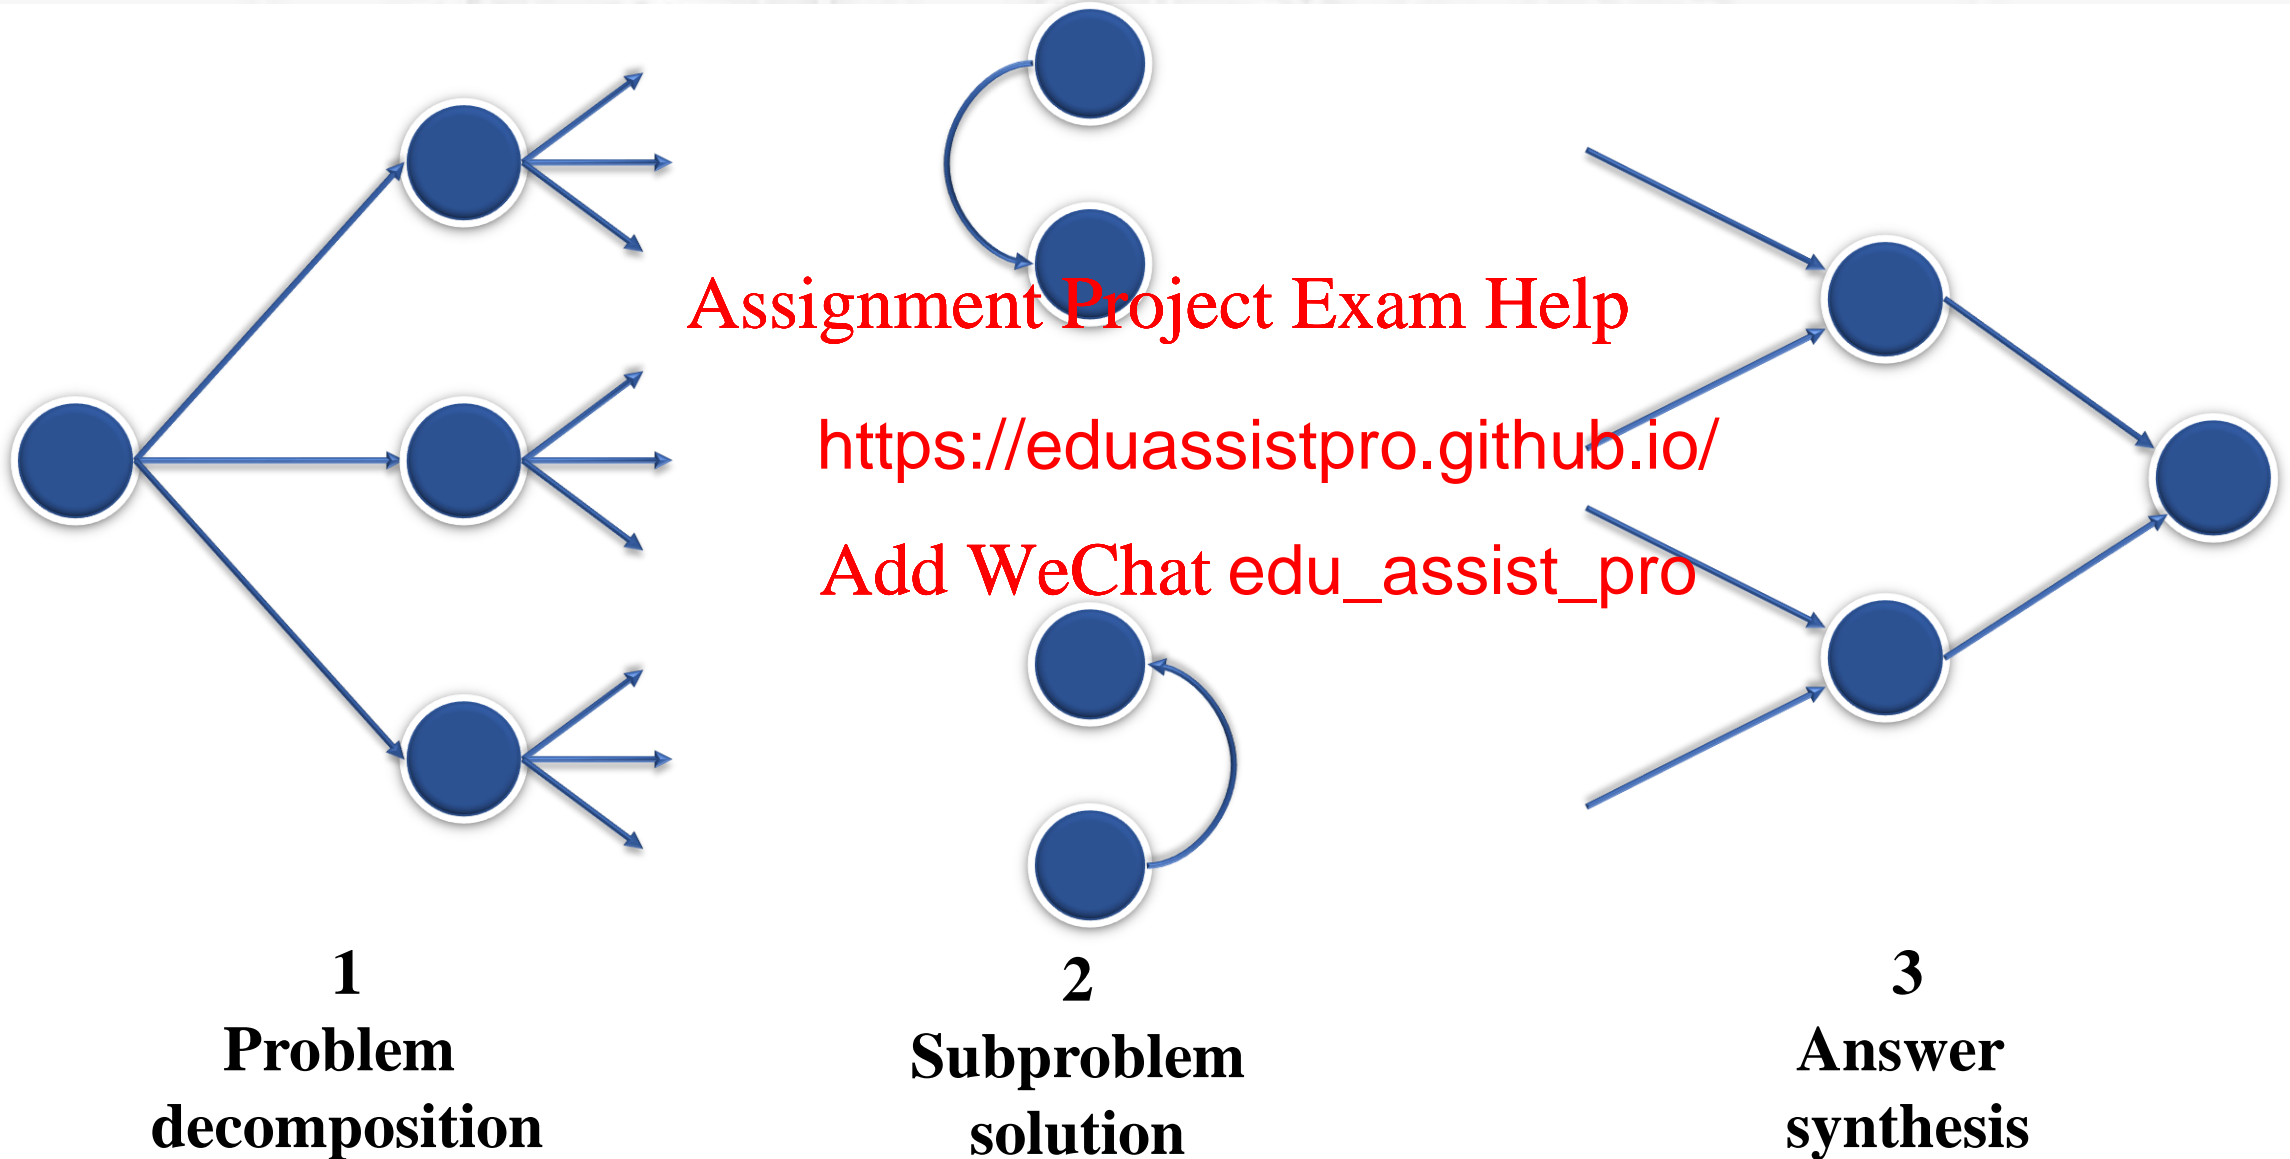 Assignment Project Exam Help
https://eduassistpro.github.io/
Add WeChat edu_assist_pro
1
Problem
decomposition
2
Subproblem
solution
3
Answer
synthesis